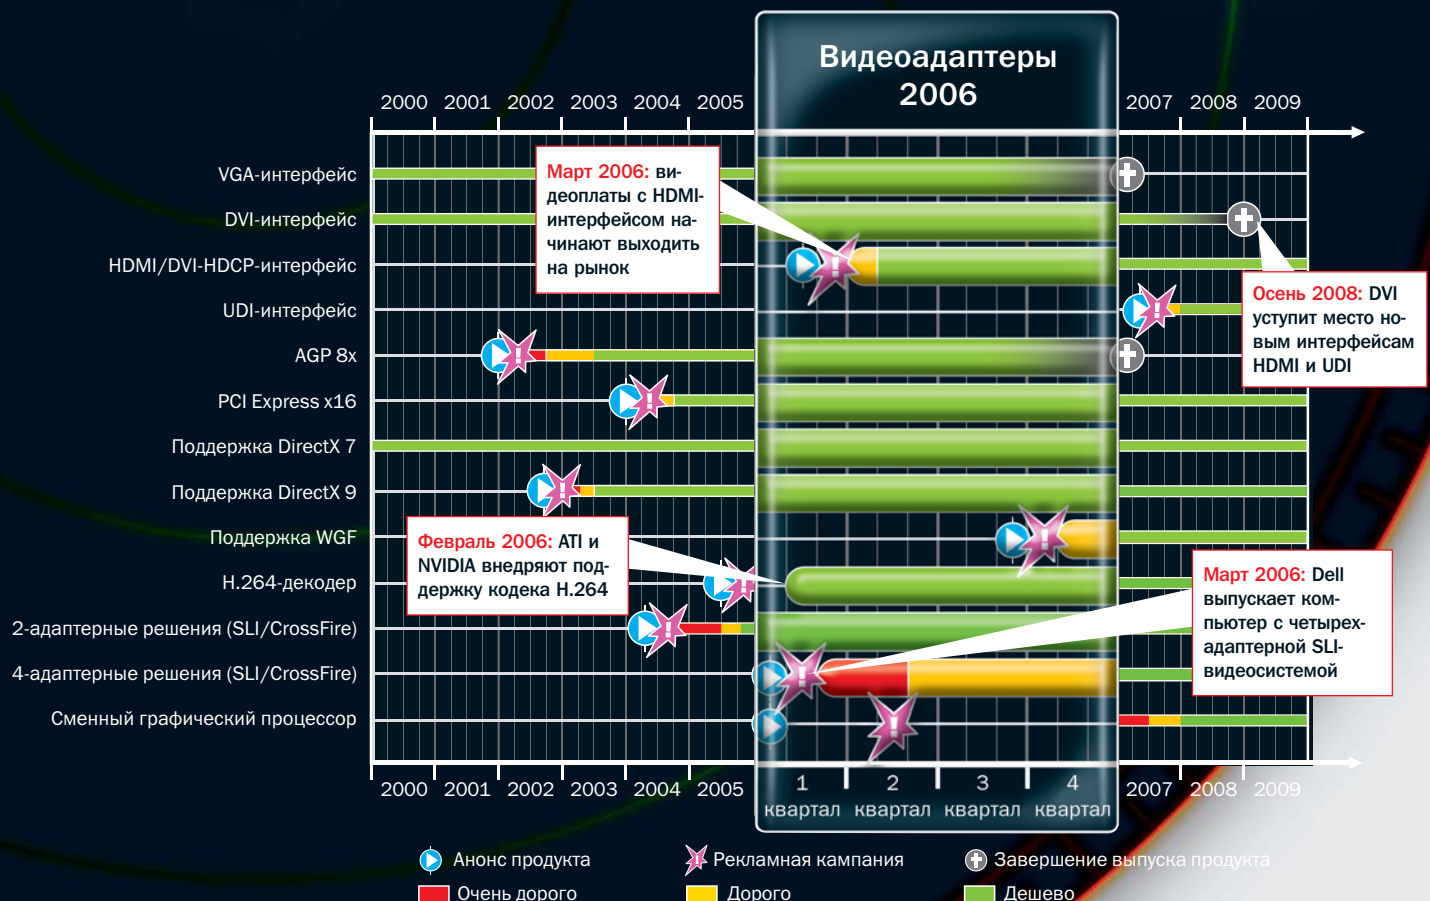 Видеоадаптеры
2006
2000 2001 2002 2003 2004 2005 2007 2008 2009
VGA-интерфейс
DVI-интерфейс
HDMI/DVI-HDCP-интерфейс
UDI-интерфейс
AGP 8x
PCI Express x16
Поддержка DirectX 7
Поддержка DirectX 9
Поддержка WGF
H.264-декодер
2-адаптерные решения (SLI/CrossFire)
4-адаптерные решения (SLI/CrossFire)
Сменный графический процессор
Март 2006: ви-
деоплаты с HDMI-
интерфейсом на-
чинают выходить
на рынок
Осень 2008: DVI
уступит место но-
вым интерфейсам
HDMI и UDI
Февраль 2006: ATI и
NVIDIA внедряют под-
держку кодека H.264
Март 2006: Dell
выпускает ком-
пьютер с четырех-
адаптерной SLI-
видеосистемой
2000 2001 2002 2003 2004 2005 2007 2008 2009
1 2 3 4
квартал квартал квартал квартал
Анонс продукта Рекламная кампания Завершение выпуска продукта
Очень дорого Дорого Дешево